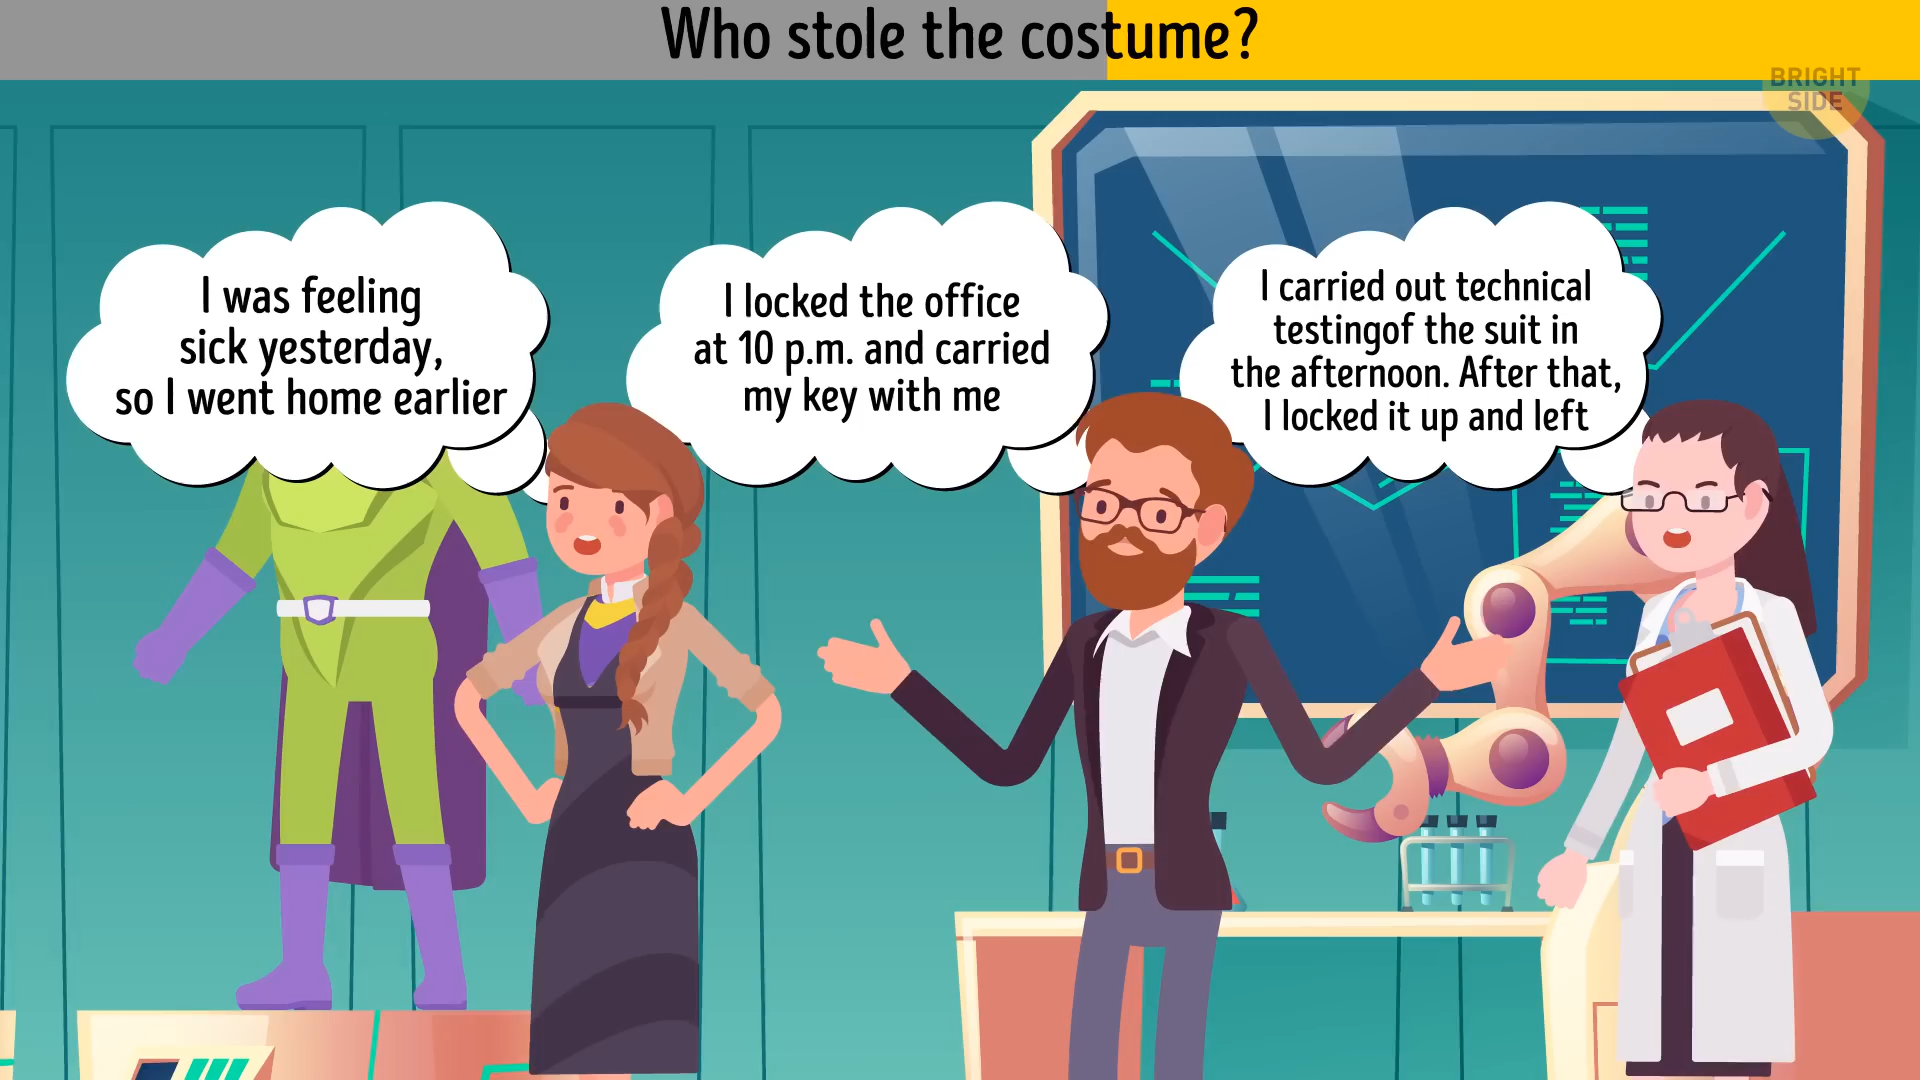 Who stole the costume?
BRIGHT
SIDE
I was feeling
sick yesterday,
so I went home earlier
I locked the office
at 10 p.m. and carried
my key with me
I carried out technical
testingof the suit in
the afternoon. After that,
I locked it up and left